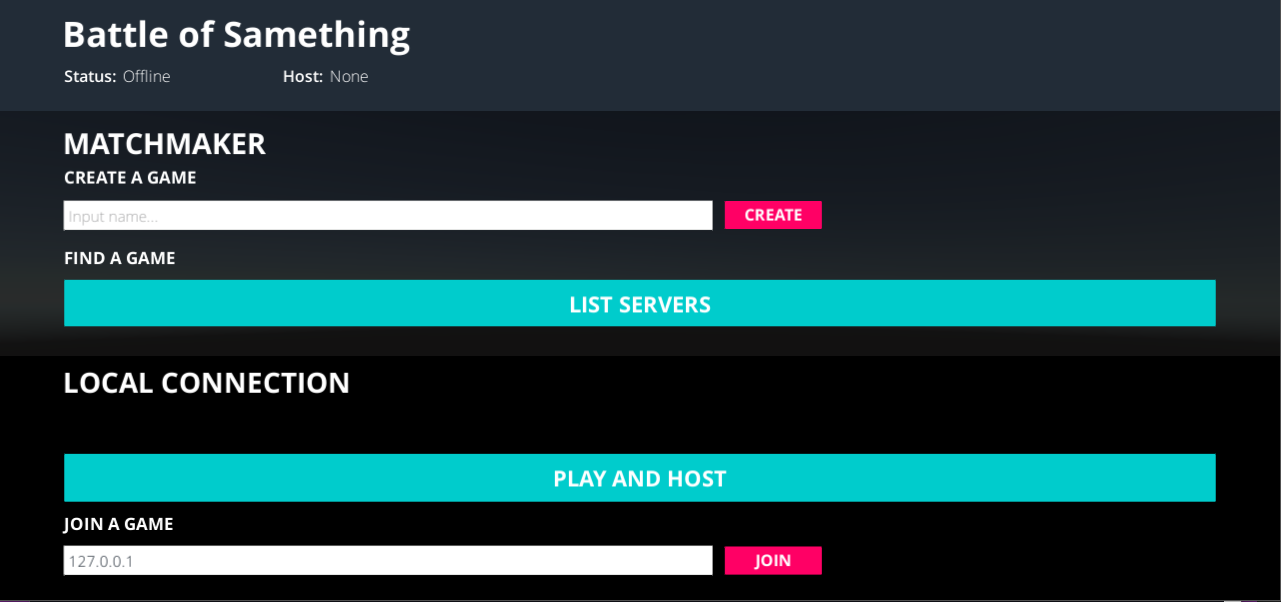 Battle of Samething
Status: Offline Host: None
MATCHMAKER
CREATE A GAME
Input name... CREATE
FIND A GAME
LIST SERVERS
LOCAL CONNECTION
PLAY AND HOST
JOIN A GAME
127.0.0.1 JOIN